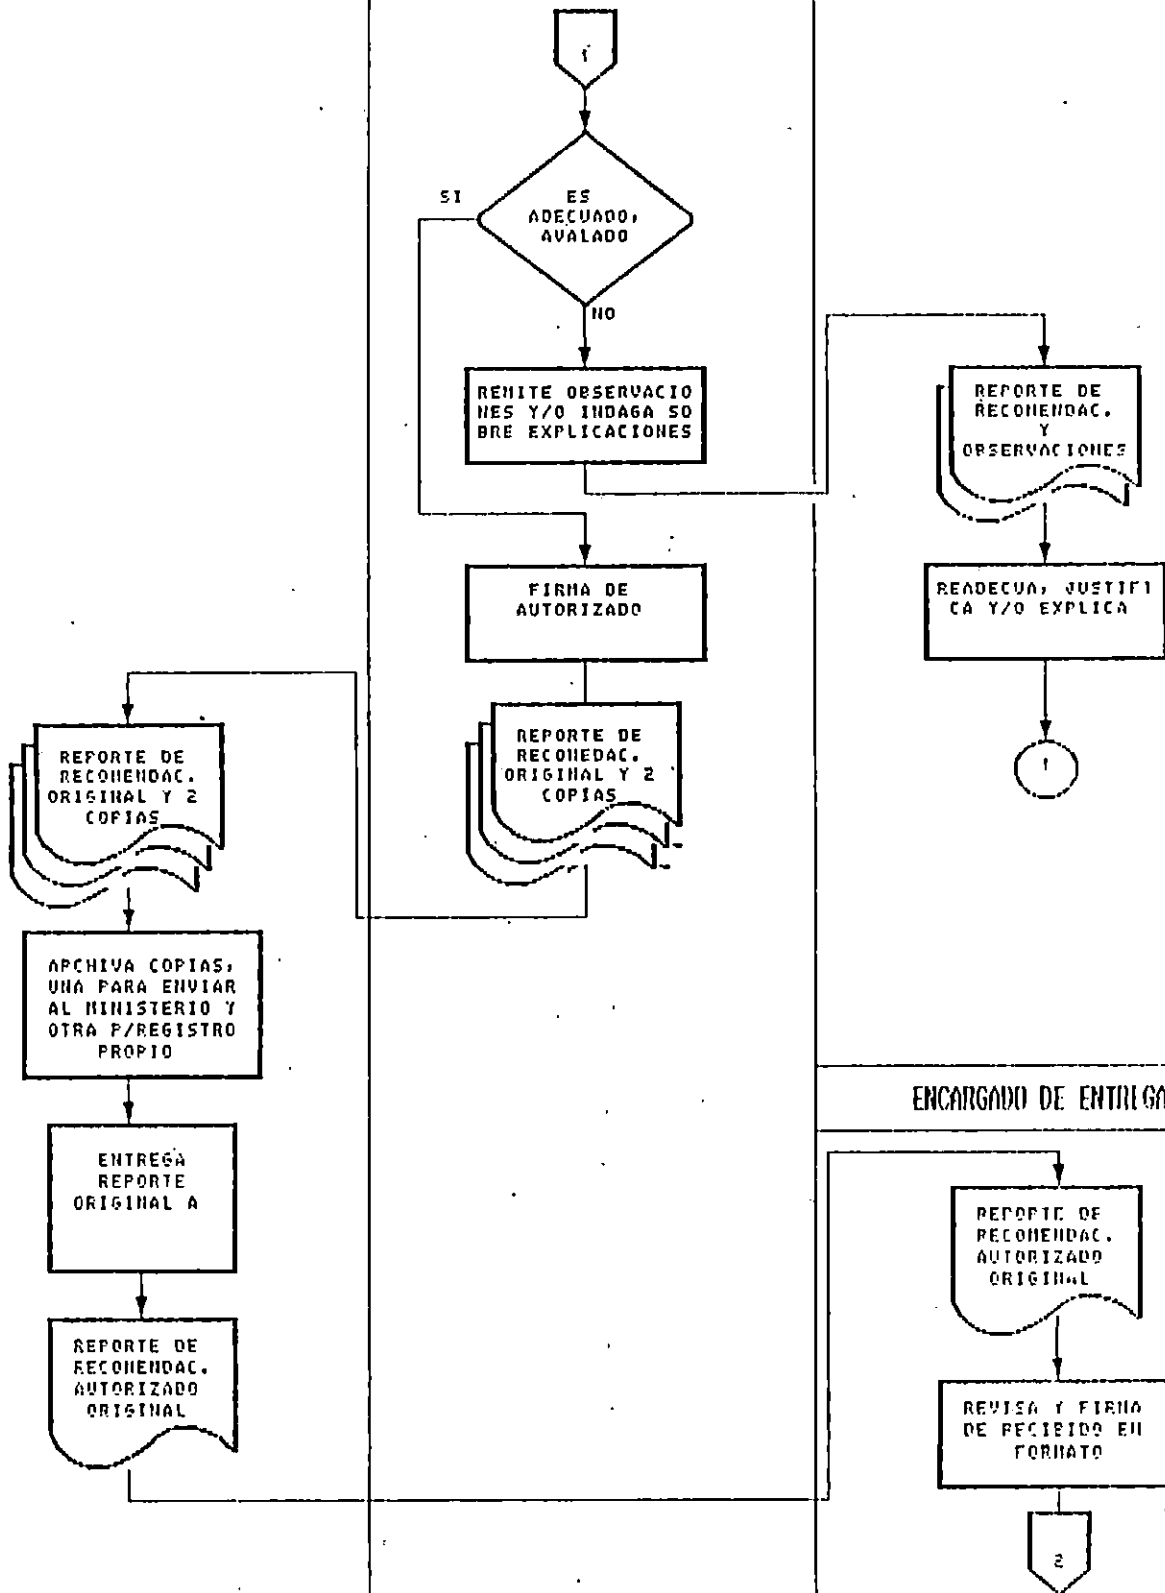 1
SI
ES
ADECUADO,
AVALADO
NO
REMITE OBSERVACIO
NES Y/O INDAGA SO
BRE EXPLICACIONES
REPORTE DE
RECOMENDAC.
Y
OBSERVACIONES
READECUA, JUSTIFI
CA Y/O EXPLICA
1
FIRMA DE
AUTORIZADO
REPORTE DE
RECOMEDAC.
ORIGINAL Y 2
COPIAS
REPORTE DE
RECOMENDAC.
ORIGINAL Y 2
COPIAS
ARCHIVA COPIAS,
UNA PARA ENVIAR
AL MINISTERIO Y
OTRA P/REGISTRO
PROPIO
ENTREGA
REPORTE
ORIGINAL A
REPORTE DE
RECOMENDAC.
AUTORIZADO
ORIGINAL
ENCARGADO DE ENTREGA
REPORTE DE
RECOMENDAC.
AUTORIZADO
ORIGINAL
REVISA Y FIRMA
DE RECIBIDO EN
FORMATO
2